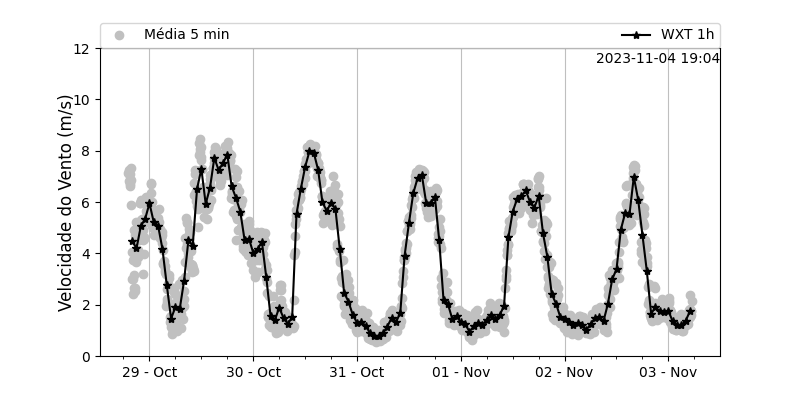 Média 5 min
WXT 1h
2023-11-04 19:04
Velocidade do Vento (m/s)
12
10
8
6
4
2
0
29 - Oct
30 - Oct
31 - Oct
01 - Nov
02 - Nov
03 - Nov